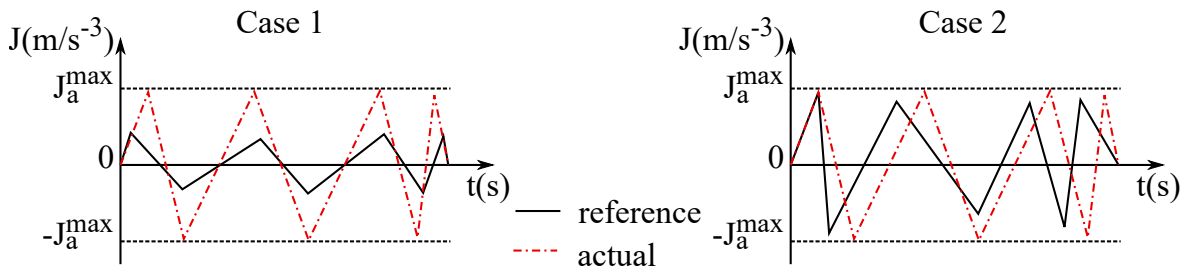 Case 1
J(m/s⁻³)
Jₐᵐᵃˣ
0
-Jₐᵐᵃˣ
t(s)
reference
actual
Case 2
J(m/s⁻³)
Jₐᵐᵃˣ
0
-Jₐᵐᵃˣ
t(s)